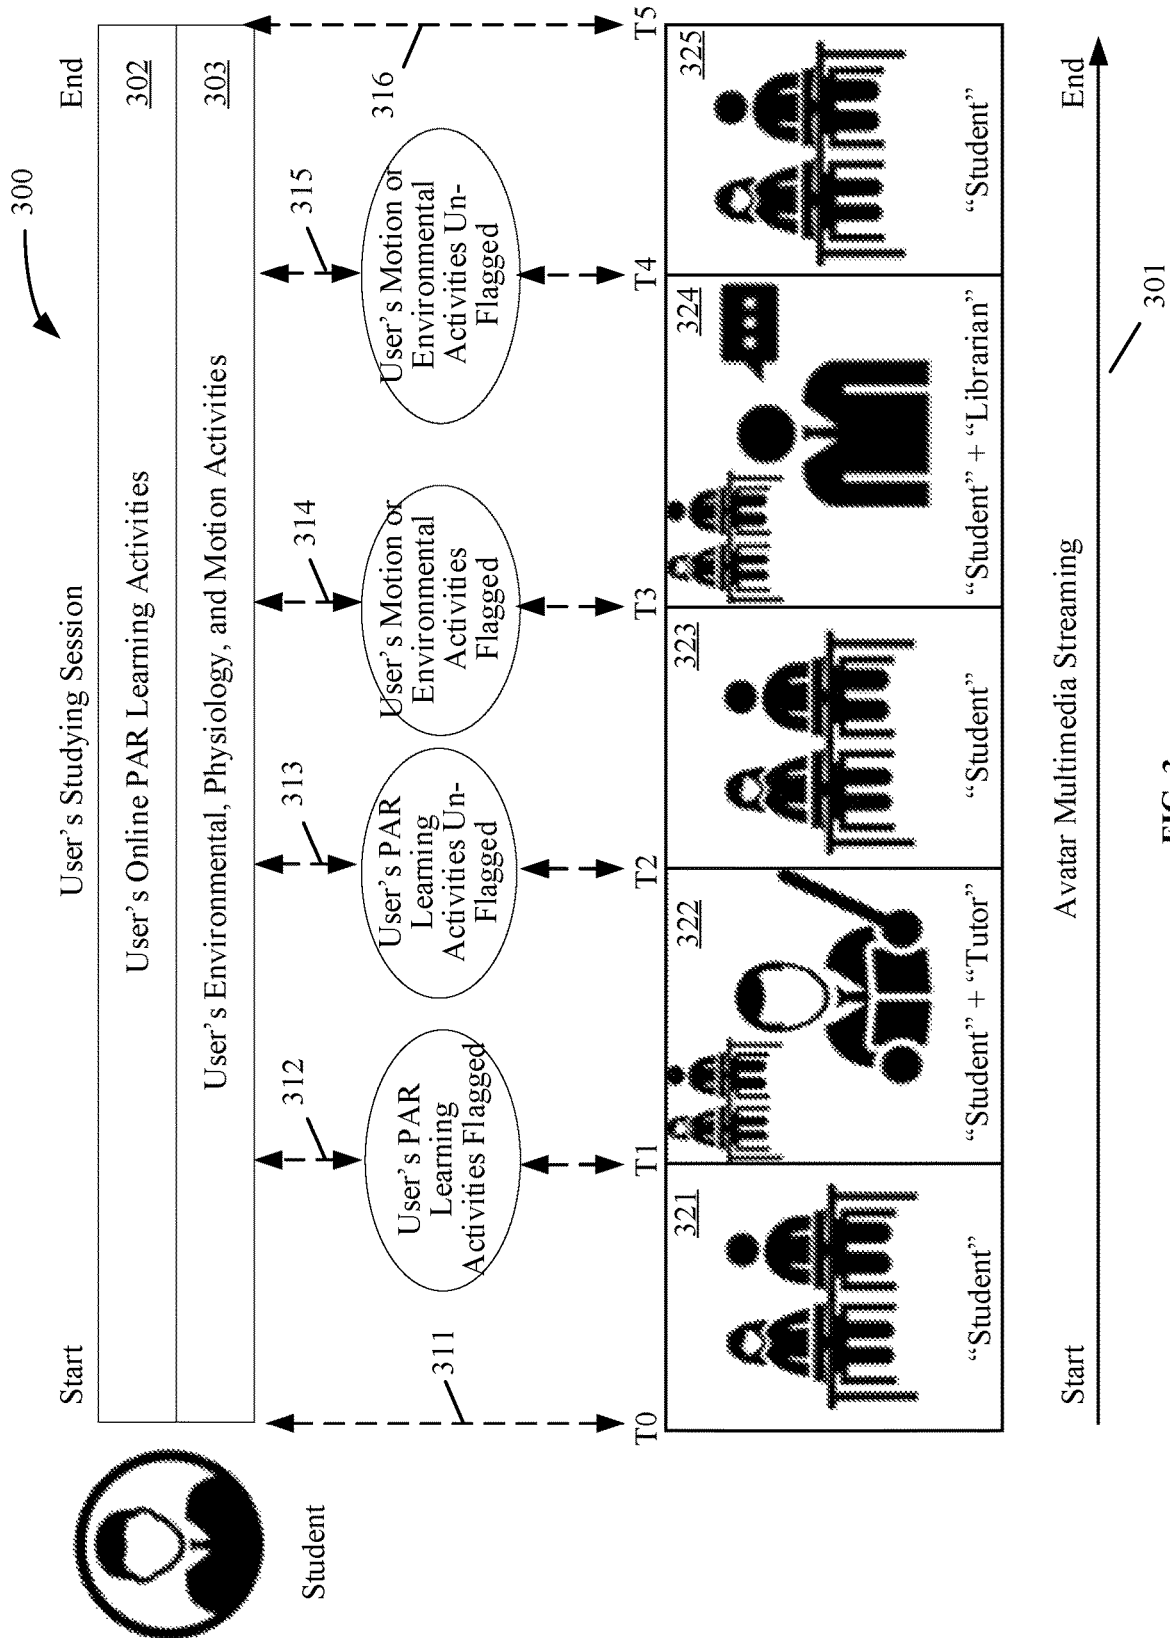 300
User's Studying Session
Start
End
User's Online PAR Learning Activities
302
User's Environmental, Physiology, and Motion Activities
303
Student
311
312
313
314
315
316
User's PAR
Learning
Activities Flagged
User's PAR
Learning
Activities Un-
Flagged
User's Motion or
Environmental
Activities
Flagged
User's Motion or
Environmental
Activities Un-
Flagged
T0
T1
T2
T3
T4
T5
321
322
323
324
325
“Student”
“Student” + “Tutor”
“Student”
“Student” + “Librarian”
“Student”
Start
Avatar Multimedia Streaming
End
301
FIG. 3